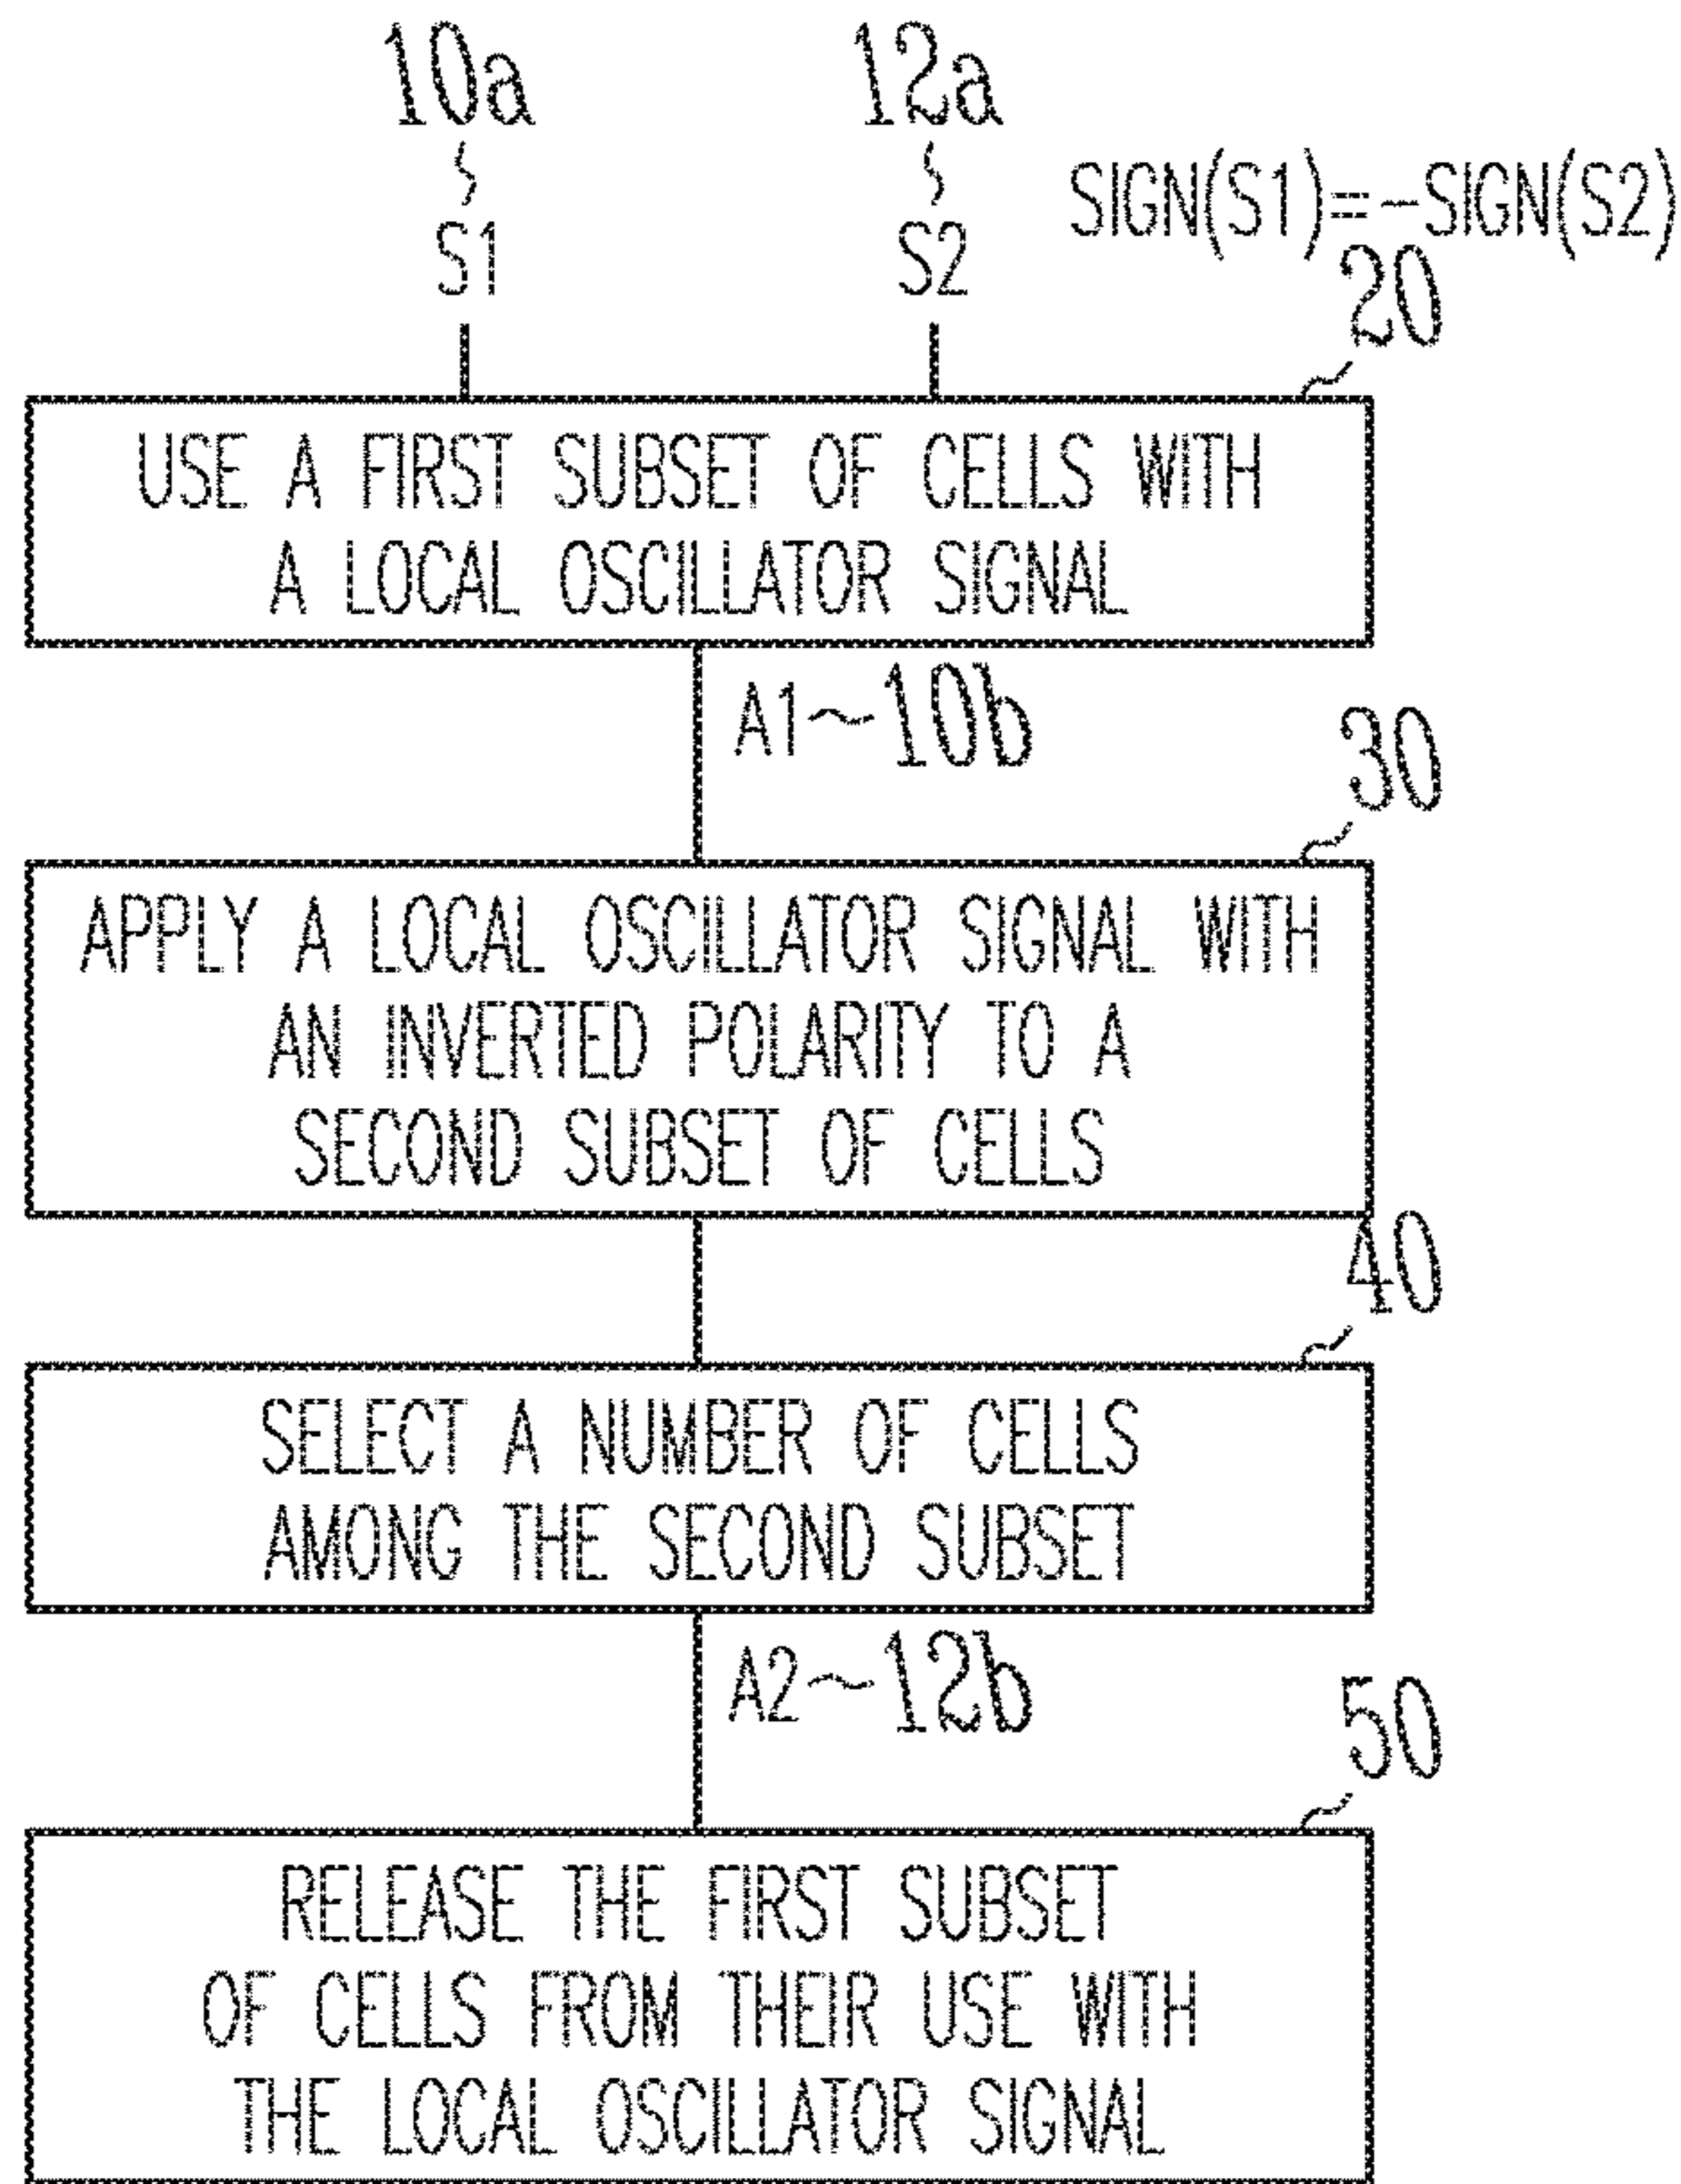 10a 12a
S1 S2 SIGN(S1)=-SIGN(S2)
20
USE A FIRST SUBSET OF CELLS WITH
A LOCAL OSCILLATOR SIGNAL
A1~10b
30
APPLY A LOCAL OSCILLATOR SIGNAL WITH
AN INVERTED POLARITY TO A
SECOND SUBSET OF CELLS
40
SELECT A NUMBER OF CELLS
AMONG THE SECOND SUBSET
A2~12b
50
RELEASE THE FIRST SUBSET
OF CELLS FROM THEIR USE WITH
THE LOCAL OSCILLATOR SIGNAL